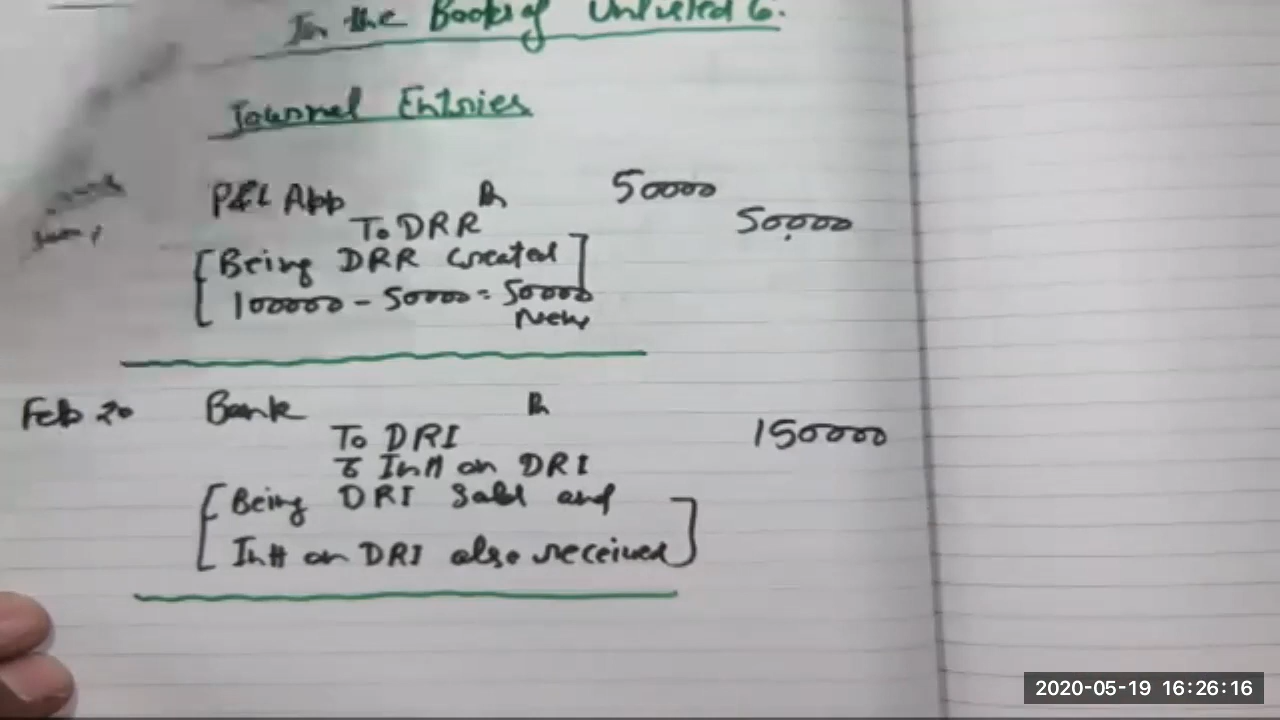 In the Books of Unlisted Co.
Journal Entries
P&L App Dr 50000
To DRR 50000
[Being DRR created]
[100000 - 50000 = 50000
New
Feb 20 Bank Dr
To DRI 150000
To Intt on DRI
[Being DRI Sold and
Intt on DRI also received]
2020-05-19 16:26:16